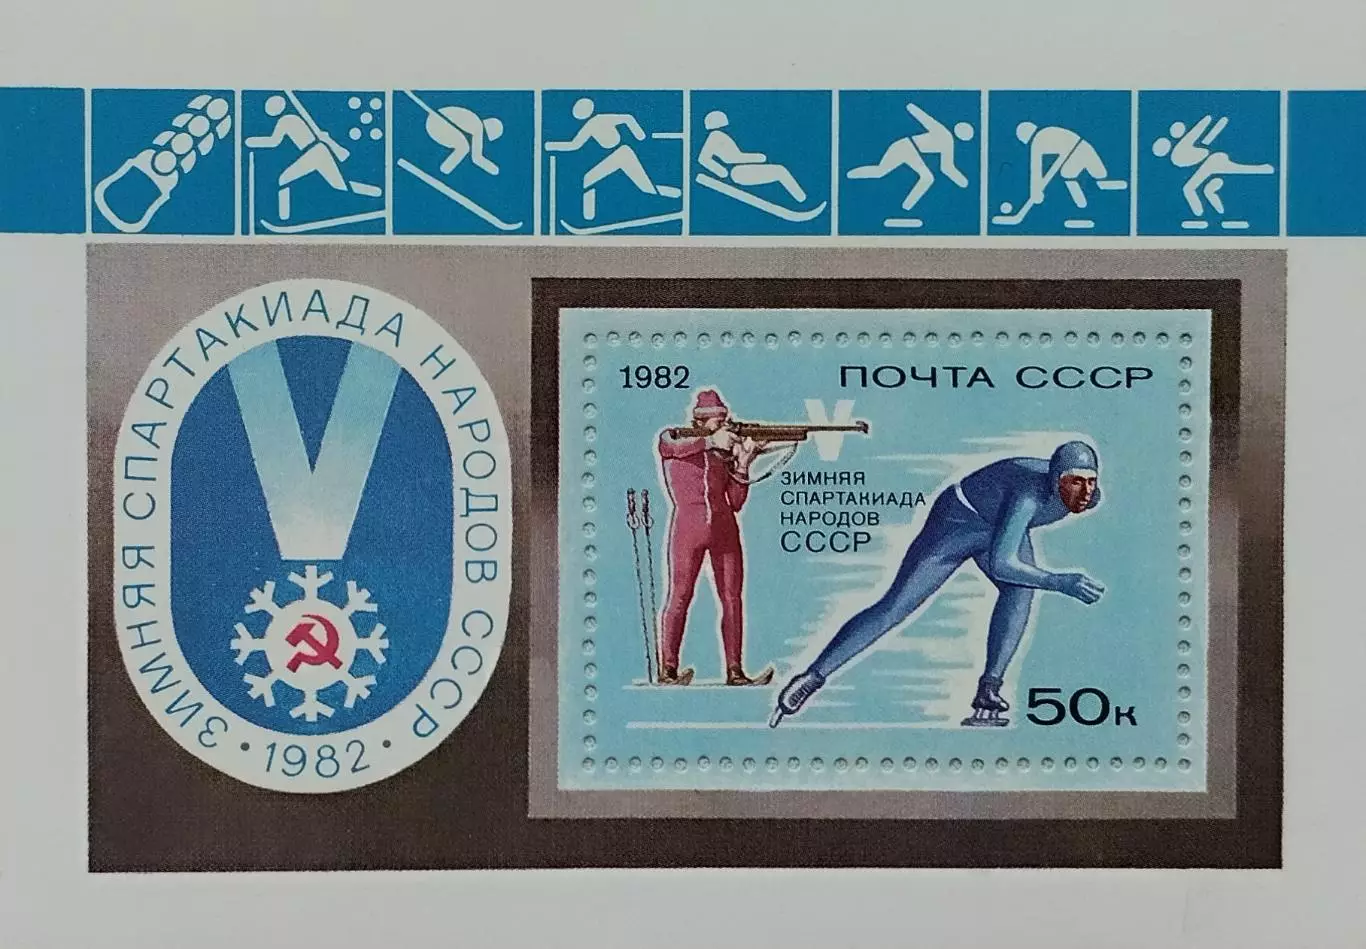 ЗИМНЯЯ СПАРТАКИАДА НАРОДОВ СССР
V
· 1982 ·
1982 ПОЧТА СССР
V
ЗИМНЯЯ
СПАРТАКИАДА
НАРОДОВ
СССР
50к